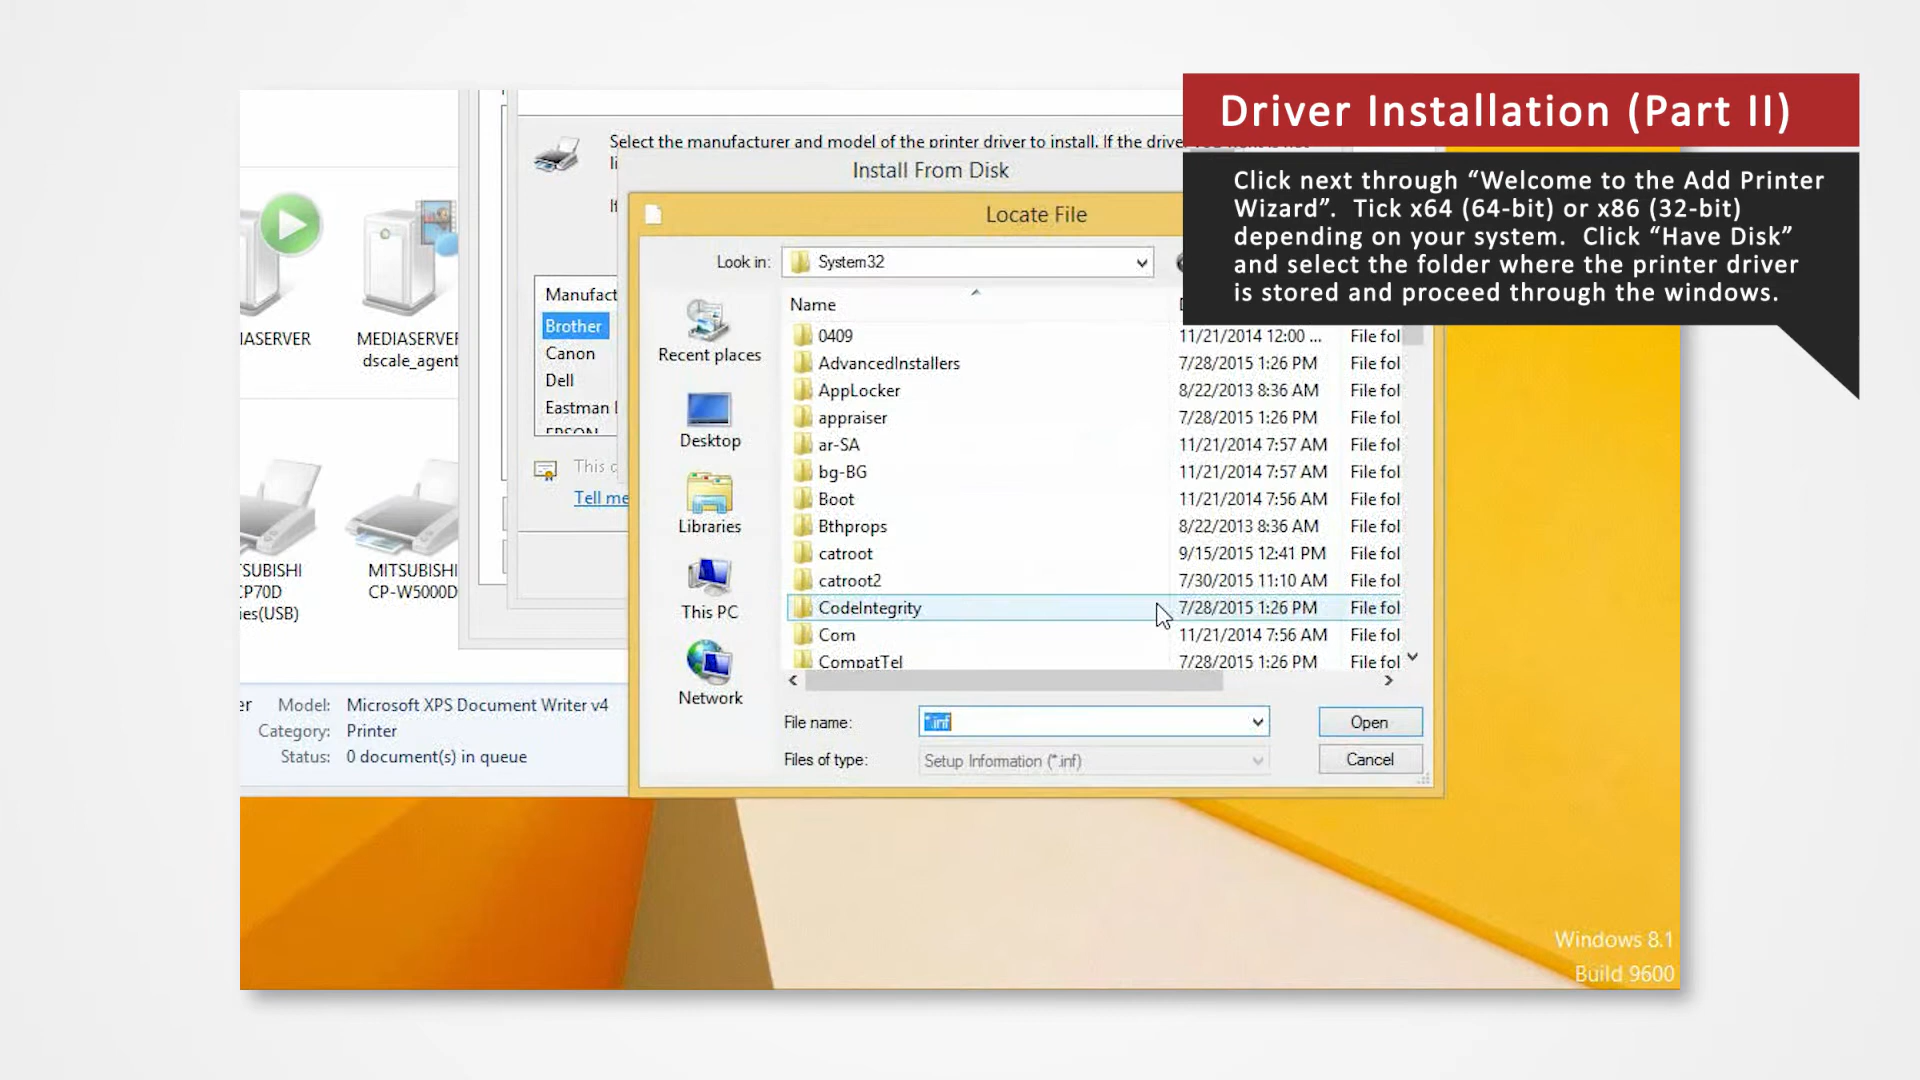 Driver Installation (Part II)
Click next through “Welcome to the Add Printer
Wizard”. Tick x64 (64-bit) or x86 (32-bit)
depending on your system. Click “Have Disk”
and select the folder where the printer driver
is stored and proceed through the windows.
Select the manufacturer and model of the printer driver to install. If the drive
Install From Disk
If
Locate File
Look in: System32
Name
0409 11/21/2014 12:00 ... File fol
AdvancedInstallers 7/28/2015 1:26 PM File fol
AppLocker 8/22/2013 8:36 AM File fol
appraiser 7/28/2015 1:26 PM File fol
ar-SA 11/21/2014 7:57 AM File fol
bg-BG 11/21/2014 7:57 AM File fol
Boot 11/21/2014 7:56 AM File fol
Bthprops 8/22/2013 8:36 AM File fol
catroot 9/15/2015 12:41 PM File fol
catroot2 7/30/2015 11:10 AM File fol
CodeIntegrity 7/28/2015 1:26 PM File fol
Com 11/21/2014 7:56 AM File fol
CompatTel 7/28/2015 1:26 PM File fol
Recent places
Desktop
Libraries
This PC
Network
File name: *.inf Open
Files of type: Setup Information (*.inf) Cancel
Manufact
Brother
Canon
Dell
Eastman
EPSON
This
Tell me
IASERVER
MEDIASERVER
dscale_agent
SUBISHI
CP70D
ies(USB)
MITSUBISHI
CP-W5000D
er Model: Microsoft XPS Document Writer v4
Category: Printer
Status: 0 document(s) in queue
Windows 8.1
Build 9600